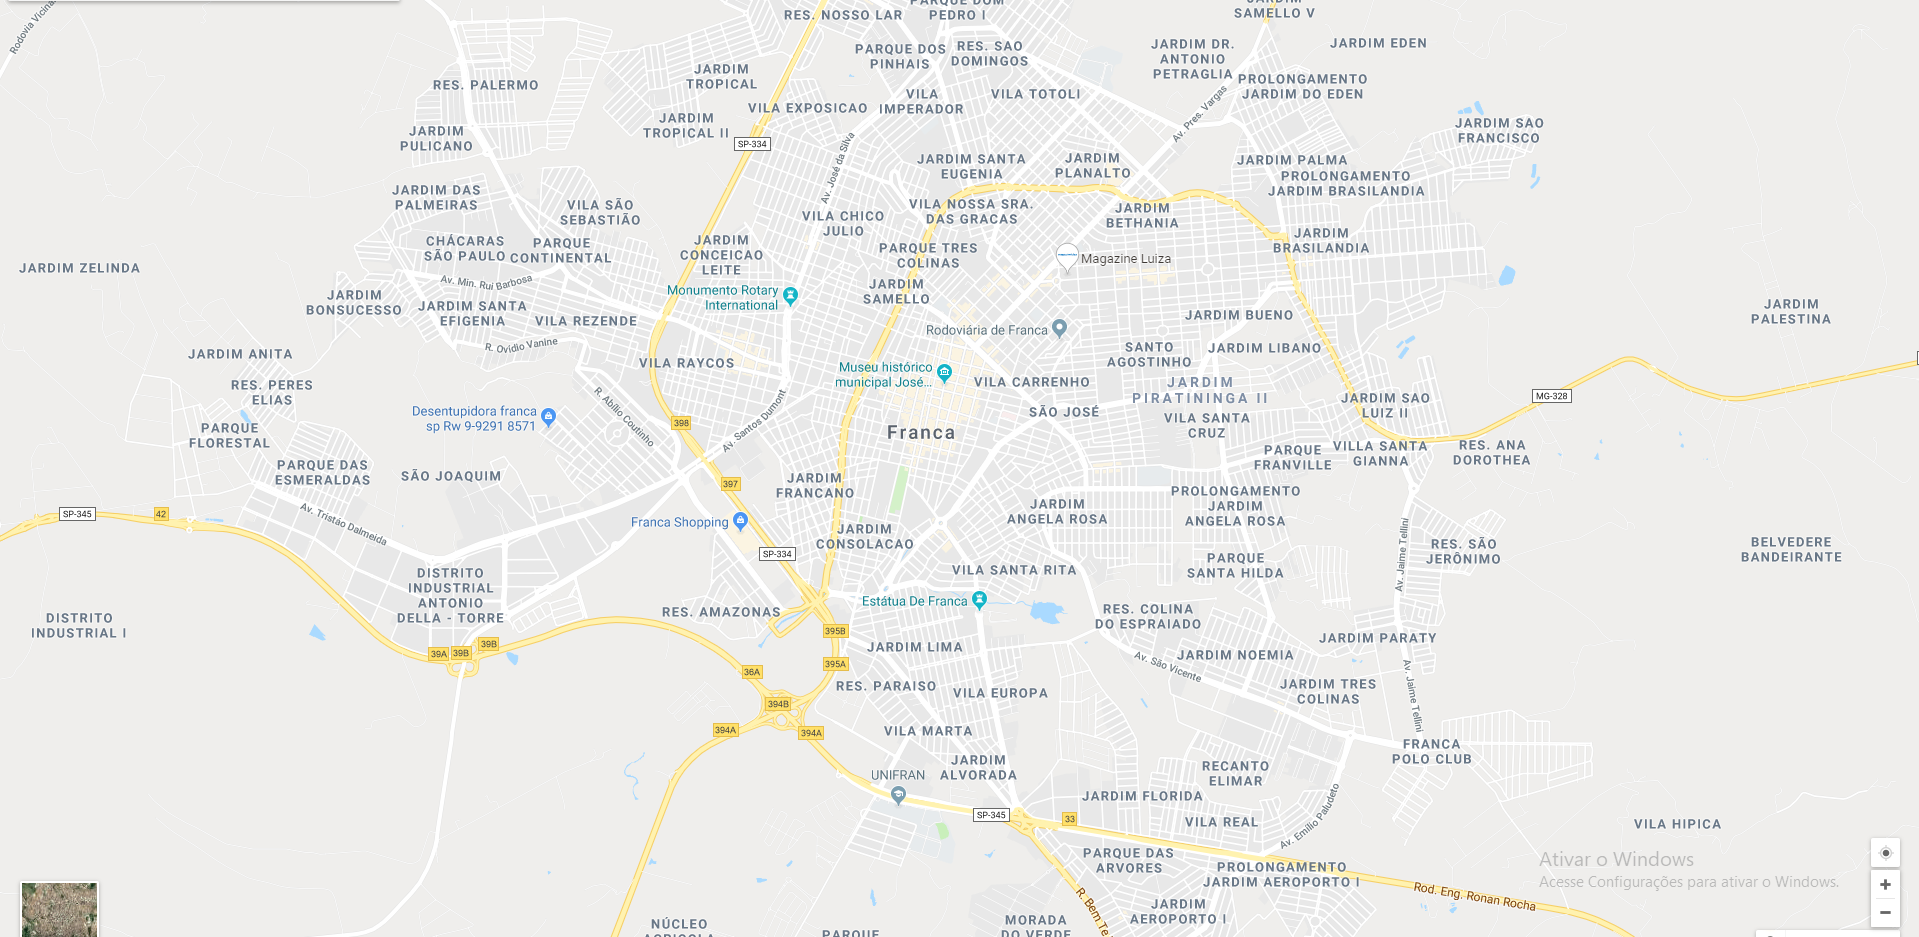 PARQUE DOM
PEDRO I
RES. NOSSO LAR
JARDIM
SAMELLO V
Rodovia Vicinal
PARQUE DOS
PINHAIS
RES. SAO
DOMINGOS
JARDIM DR.
ANTONIO
PETRAGLIA
JARDIM EDEN
RES. PALERMO
JARDIM
TROPICAL
PROLONGAMENTO
JARDIM DO EDEN
VILA EXPOSICAO
VILA
IMPERADOR
VILA TOTOLI
Av. Pres. Vargas
JARDIM
PULICANO
JARDIM
TROPICAL II
SP-334
Av. José da Silva
JARDIM SAO
FRANCISCO
JARDIM SANTA
EUGENIA
JARDIM
PLANALTO
JARDIM PALMA
PROLONGAMENTO
JARDIM BRASILANDIA
JARDIM DAS
PALMEIRAS
VILA SÃO
SEBASTIÃO
VILA CHICO
JULIO
VILA NOSSA SRA.
DAS GRACAS
JARDIM
BETHANIA
JARDIM
BRASILANDIA
CHÁCARAS
SÃO PAULO
PARQUE
CONTINENTAL
JARDIM
CONCEICAO
LEITE
PARQUE TRES
COLINAS
Magazine Luiza
JARDIM ZELINDA
Av. Min. Rui Barbosa
JARDIM
BONSUCESSO
JARDIM SANTA
EFIGENIA
VILA REZENDE
Monumento Rotary
International
JARDIM
SAMELLO
Rodoviária de Franca
JARDIM BUENO
JARDIM
PALESTINA
R. Ovídio Vanine
JARDIM ANITA
VILA RAYCOS
Museu histórico
municipal José...
VILA CARRENHO
SANTO
AGOSTINHO
JARDIM LIBANO
RES. PERES
ELIAS
R. Abílio Coutinho
JARDIM
PIRATININGA II
MG-328
Desentupidora franca
sp Rw 9-9291 8571
398
Av. Santos Dumont
SÃO JOSÉ
VILA SANTA
CRUZ
JARDIM SAO
LUIZ II
PARQUE
FLORESTAL
Franca
PARQUE
FRANVILLE
VILLA SANTA
GIANNA
RES. ANA
DOROTHEA
PARQUE DAS
ESMERALDAS
SÃO JOAQUIM
397
JARDIM
FRANCANO
JARDIM
ANGELA ROSA
PROLONGAMENTO
JARDIM
ANGELA ROSA
SP-345
42
Av. Tristão Dalmeida
Franca Shopping
JARDIM
CONSOLACAO
SP-334
Av. Jaime Tellini
RES. SÃO
JERÔNIMO
BELVEDERE
BANDEIRANTE
VILA SANTA RITA
PARQUE
SANTA HILDA
DISTRITO
INDUSTRIAL
ANTONIO
DELLA - TORRE
DISTRITO
INDUSTRIAL I
RES. AMAZONAS
Estátua De Franca
RES. COLINA
DO ESPRAIADO
395B
JARDIM PARATY
39A
39B
39B
JARDIM LIMA
Av. São Vicente
JARDIM NOEMIA
395A
36A
RES. PARAISO
VILA EUROPA
JARDIM TRES
COLINAS
Av. Jaime Tellini
394B
394A
394A
VILA MARTA
FRANCA
POLO CLUB
UNIFRAN
JARDIM
ALVORADA
RECANTO
ELIMAR
JARDIM FLORIDA
SP-345
33
VILA REAL
Av. Emílio Paludeto
VILA HIPICA
PARQUE DAS
ARVORES
PROLONGAMENTO
JARDIM AEROPORTO I
Ativar o Windows
Acesse Configurações para ativar o Windows.
Rod. Eng. Ronan Rocha
R. Bem Te
JARDIM
AEROPORTO I
NÚCLEO
AGRICOLA
PARQUE
MORADA
DO VERDE